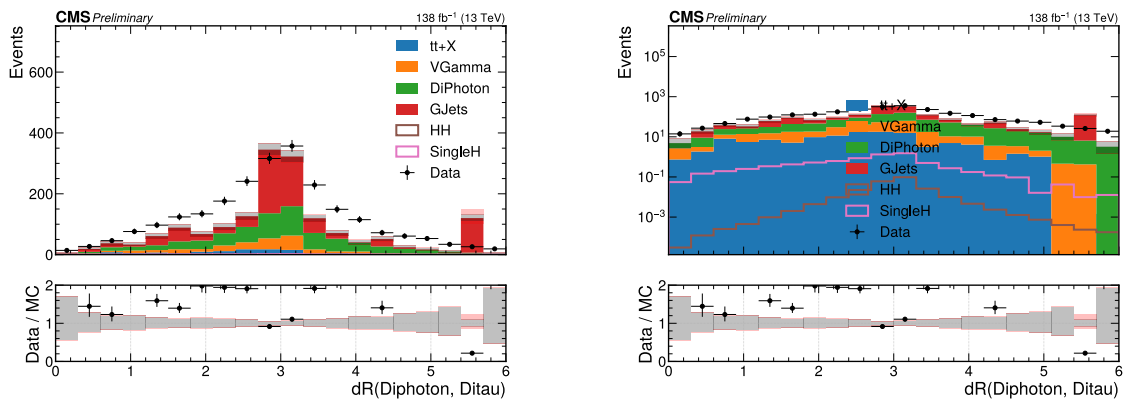 CMS Preliminary 138 fb⁻¹ (13 TeV)
Events
600
400
200
0
tt+X
VGamma
DiPhoton
GJets
HH
SingleH
Data
Data / MC
2
1
0
0 1 2 3 4 5 6
dR(Diphoton, Ditau)
CMS Preliminary 138 fb⁻¹ (13 TeV)
Events
10⁵
10³
10¹
10⁻¹
10⁻³
tt+X
VGamma
DiPhoton
GJets
HH
SingleH
Data
Data / MC
2
1
0
0 1 2 3 4 5 6
dR(Diphoton, Ditau)